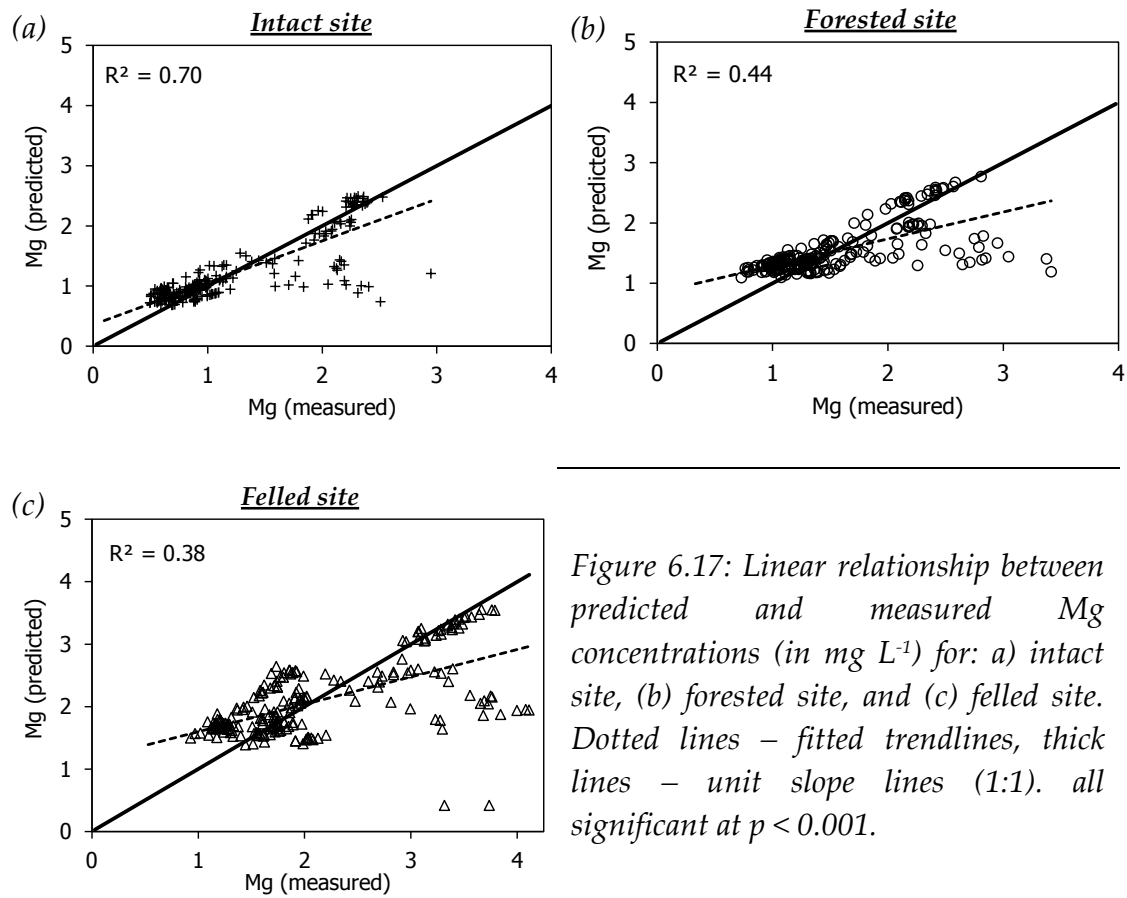 (a)
Intact site
5
4
3
2
1
0
R² = 0.70
Mg (predicted)
0 1 2 3 4
Mg (measured)
(b)
Forested site
5
4
3
2
1
0
R² = 0.44
Mg (predicted)
0 1 2 3 4
Mg (measured)
(c)
Felled site
5
4
3
2
1
0
R² = 0.38
Mg (predicted)
0 1 2 3 4
Mg (measured)
Figure 6.17: Linear relationship between
predicted and measured Mg
concentrations (in mg L-1) for: a) intact
site, (b) forested site, and (c) felled site.
Dotted lines – fitted trendlines, thick
lines – unit slope lines (1:1). all
significant at p < 0.001.